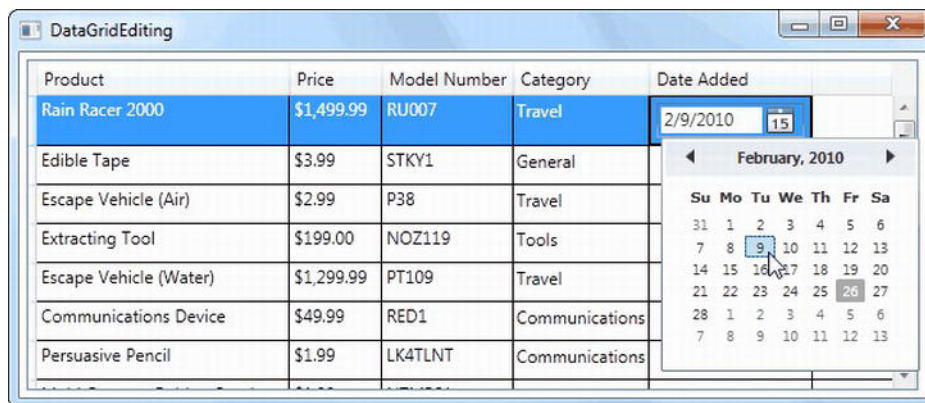 DataGridEditing
Product Price Model Number Category Date Added
Rain Racer 2000 $1,499.99 RU007 Travel 2/9/2010 15
Edible Tape $3.99 STKY1 General
Escape Vehicle (Air) $2.99 P38 Travel
Extracting Tool $199.00 NOZ119 Tools
Escape Vehicle (Water) $1,299.99 PT109 Travel
Communications Device $49.99 RED1 Communications
Persuasive Pencil $1.99 LK4TLNT Communications
February, 2010
Su Mo Tu We Th Fr Sa
31 1 2 3 4 5 6
7 8 9 10 11 12 13
14 15 16 17 18 19 20
21 22 23 24 25 26 27
28 1 2 3 4 5 6
7 8 9 10 11 12 13